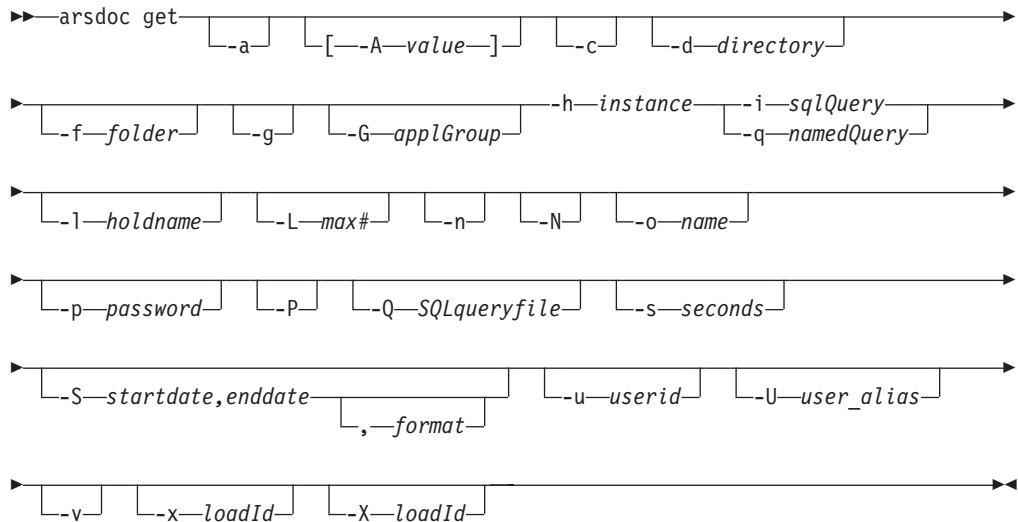 arsdoc get
-a [ -A value ] -c -d directory
-h instance -i sqlQuery
-f folder -g -G applGroup -q namedQuery
-l holdname -L max# -n -N -o name
-p password -P -Q SQLqueryfile -s seconds
-S startdate,enddate -u userid -U user_alias
, format
-v -x loadId -X loadId